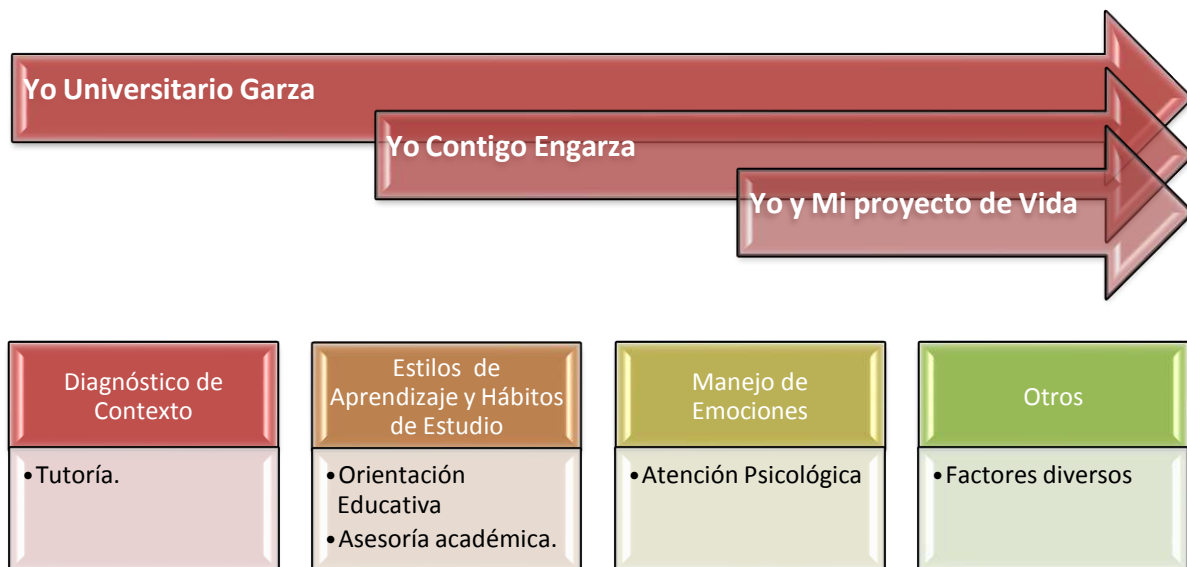 Yo Universitario Garza
Yo Contigo Engarza
Yo y Mi proyecto de Vida
Diagnóstico de
Contexto
•Tutoría.
Estilos de
Aprendizaje y Hábitos
de Estudio
•Orientación
Educativa
•Asesoría académica.
Manejo de
Emociones
•Atención Psicológica
Otros
•Factores diversos